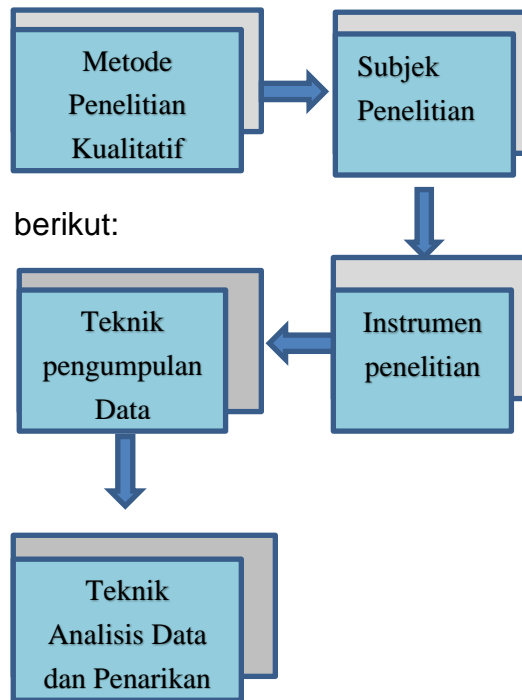 Metode
Penelitian
Kualitatif
Subjek
Penelitian
berikut:
Instrumen
penelitian
Teknik
pengumpulan
Data
Teknik
Analisis Data
dan Penarikan